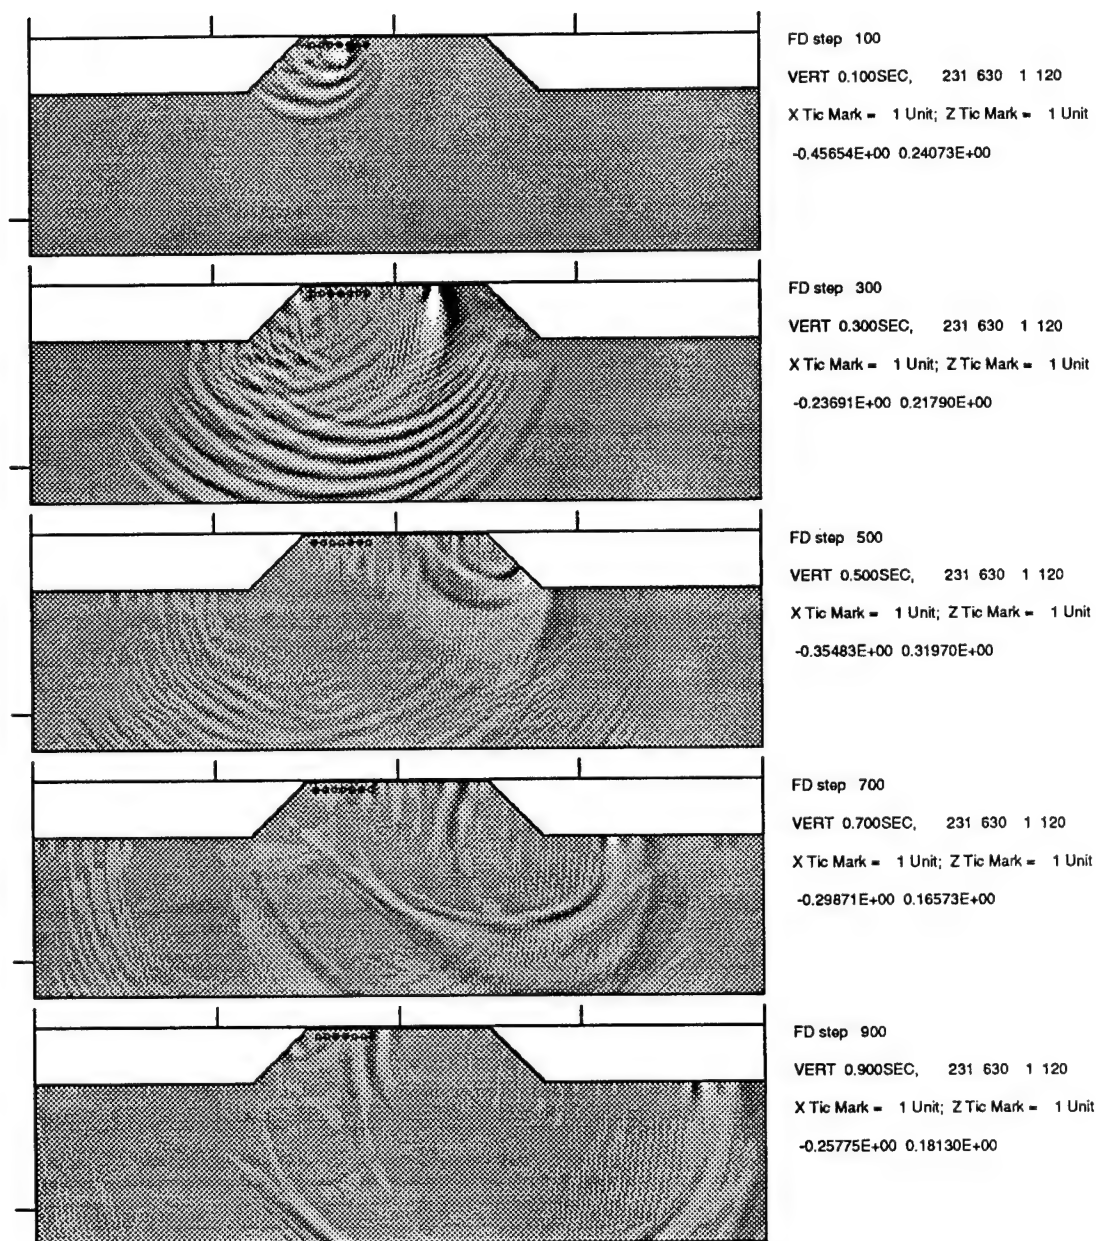 FD step 100
VERT 0.100SEC, 231 630 1 120
X Tic Mark = 1 Unit; Z Tic Mark = 1 Unit
-0.45654E+00 0.24073E+00
FD step 300
VERT 0.300SEC, 231 630 1 120
X Tic Mark = 1 Unit; Z Tic Mark = 1 Unit
-0.23691E+00 0.21790E+00
FD step 500
VERT 0.500SEC, 231 630 1 120
X Tic Mark = 1 Unit; Z Tic Mark = 1 Unit
-0.35483E+00 0.31970E+00
FD step 700
VERT 0.700SEC, 231 630 1 120
X Tic Mark = 1 Unit; Z Tic Mark = 1 Unit
-0.29871E+00 0.16573E+00
FD step 900
VERT 0.900SEC, 231 630 1 120
X Tic Mark = 1 Unit; Z Tic Mark = 1 Unit
-0.25775E+00 0.18130E+00